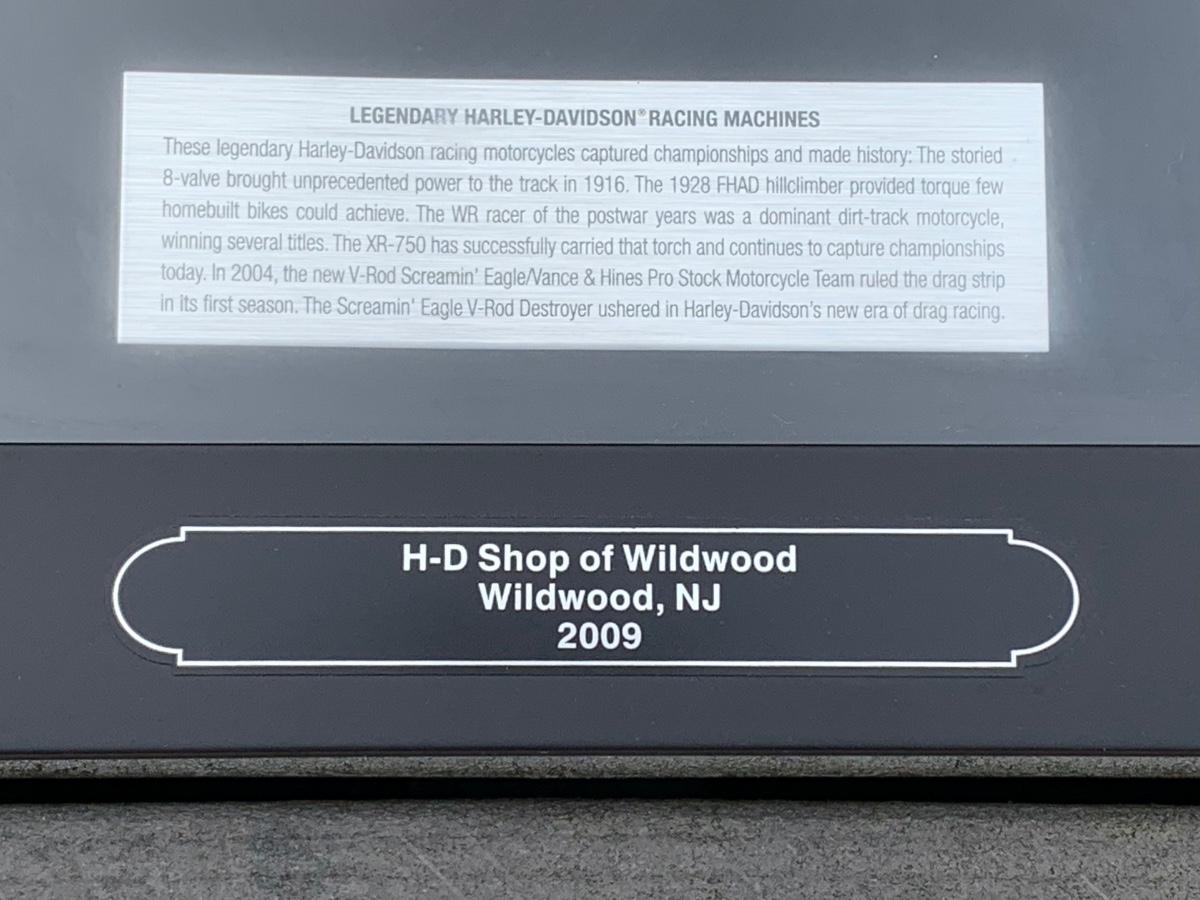 LEGENDARY HARLEY-DAVIDSON® RACING MACHINES
These legendary Harley-Davidson racing motorcycles captured championships and made history: The storied
8-valve brought unprecedented power to the track in 1916. The 1928 FHAD hillclimber provided torque few
homebuilt bikes could achieve. The WR racer of the postwar years was a dominant dirt-track motorcycle,
winning several titles. The XR-750 has successfully carried that torch and continues to capture championships
today. In 2004, the new V-Rod Screamin' Eagle/Vance & Hines Pro Stock Motorcycle Team ruled the drag strip
in its first season. The Screamin' Eagle V-Rod Destroyer ushered in Harley-Davidson's new era of drag racing.
H-D Shop of Wildwood
Wildwood, NJ
2009